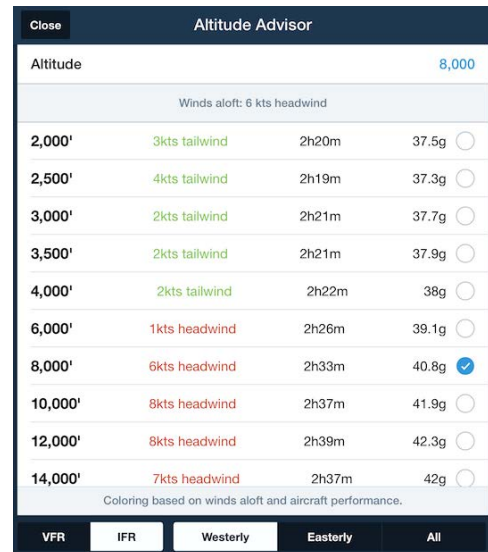 Close Altitude Advisor
Altitude 8,000
Winds aloft: 6 kts headwind
2,000' 3kts tailwind 2h20m 37.5g
2,500' 4kts tailwind 2h19m 37.3g
3,000' 2kts tailwind 2h21m 37.7g
3,500' 2kts tailwind 2h21m 37.9g
4,000' 2kts tailwind 2h22m 38g
6,000' 1kts headwind 2h26m 39.1g
8,000' 6kts headwind 2h33m 40.8g
10,000' 8kts headwind 2h37m 41.9g
12,000' 8kts headwind 2h39m 42.3g
14,000' 7kts headwind 2h37m 42g
Coloring based on winds aloft and aircraft performance.
VFR IFR Westerly Easterly All